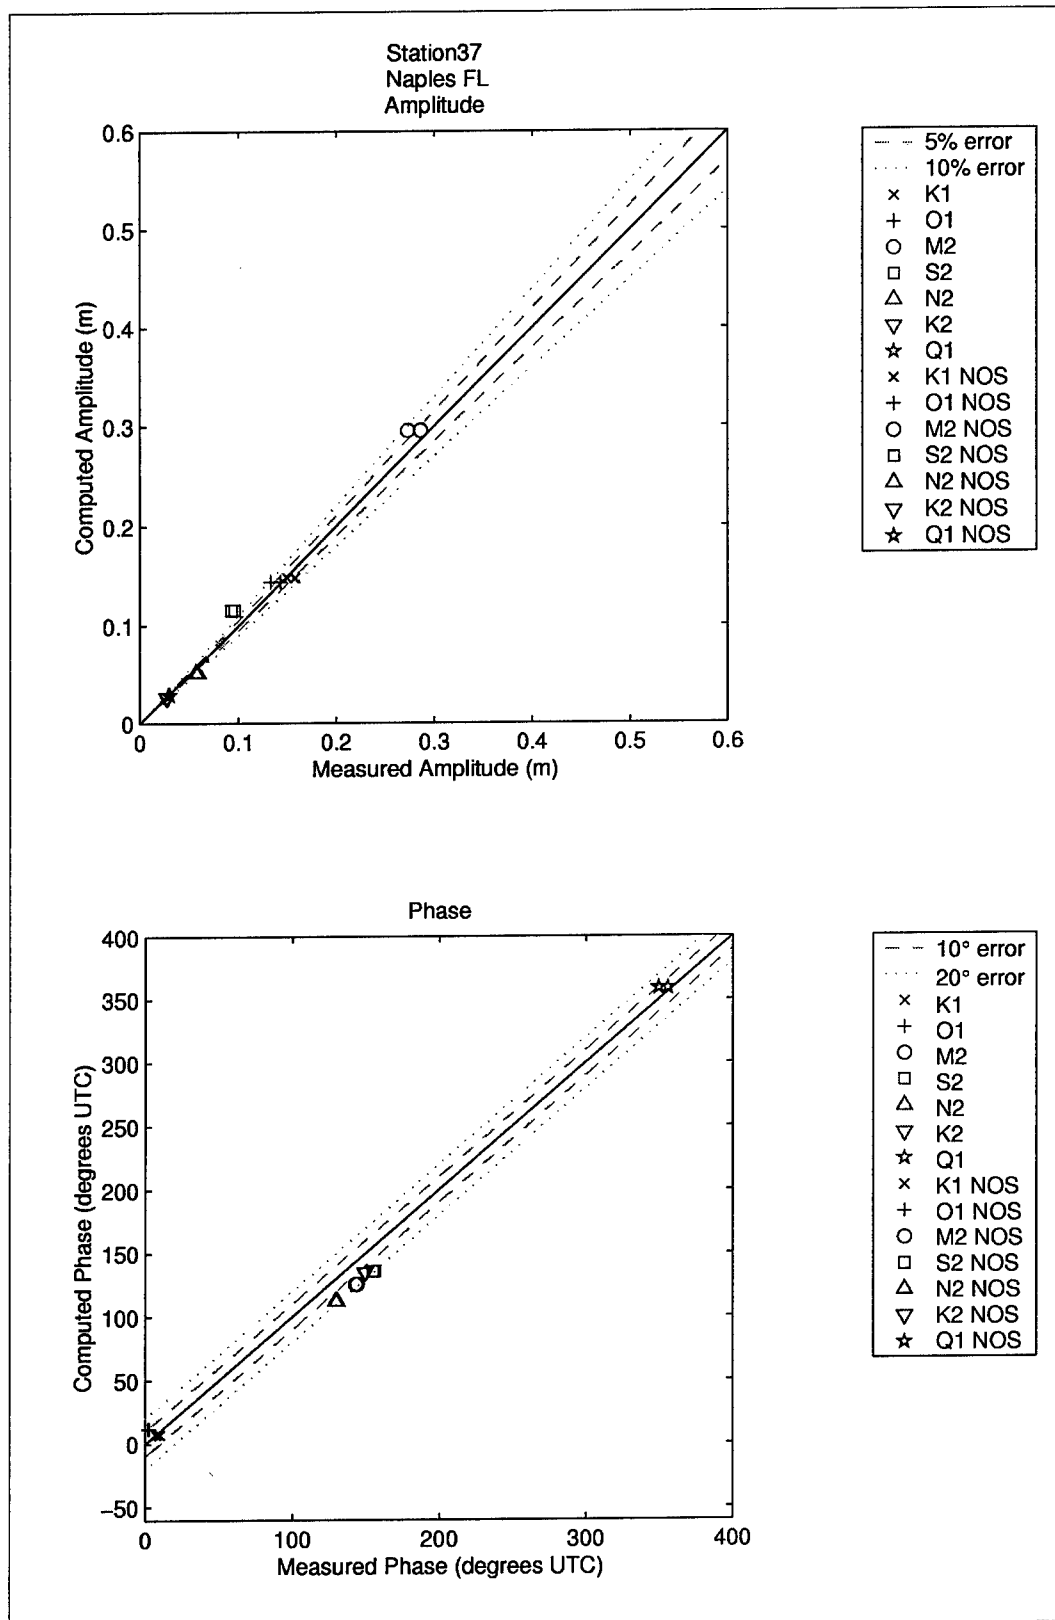 Station37
Naples FL
Amplitude
0.6
0.5
0.4
0.3
0.2
0.1
0
0
0.1
0.2
0.3
0.4
0.5
0.6
Computed Amplitude (m)
Measured Amplitude (m)
5% error
10% error
K1
O1
M2
S2
N2
K2
Q1
K1 NOS
O1 NOS
M2 NOS
S2 NOS
N2 NOS
K2 NOS
Q1 NOS
Phase
400
350
300
250
200
150
100
50
0
−50
0
100
200
300
400
Computed Phase (degrees UTC)
Measured Phase (degrees UTC)
10° error
20° error
K1
O1
M2
S2
N2
K2
Q1
K1 NOS
O1 NOS
M2 NOS
S2 NOS
N2 NOS
K2 NOS
Q1 NOS